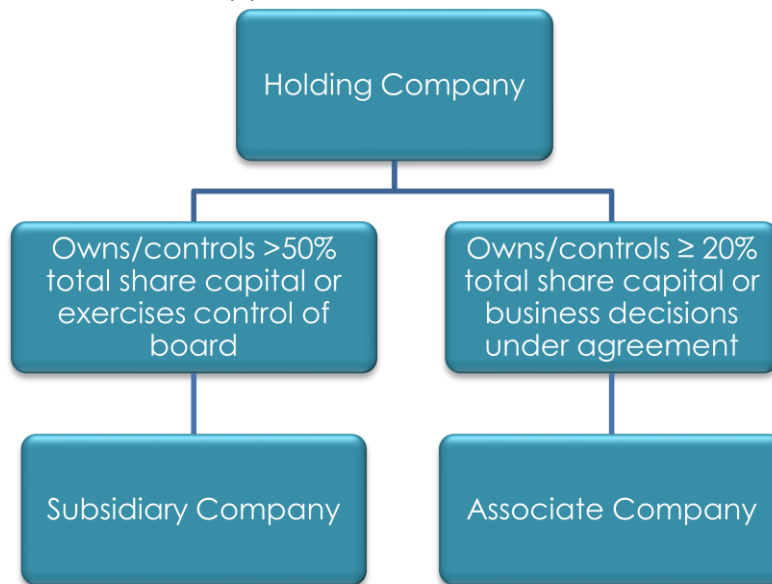 Holding Company
Owns/controls >50%
total share capital or
exercises control of
board
Owns/controls ≥ 20%
total share capital or
business decisions
under agreement
Subsidiary Company
Associate Company